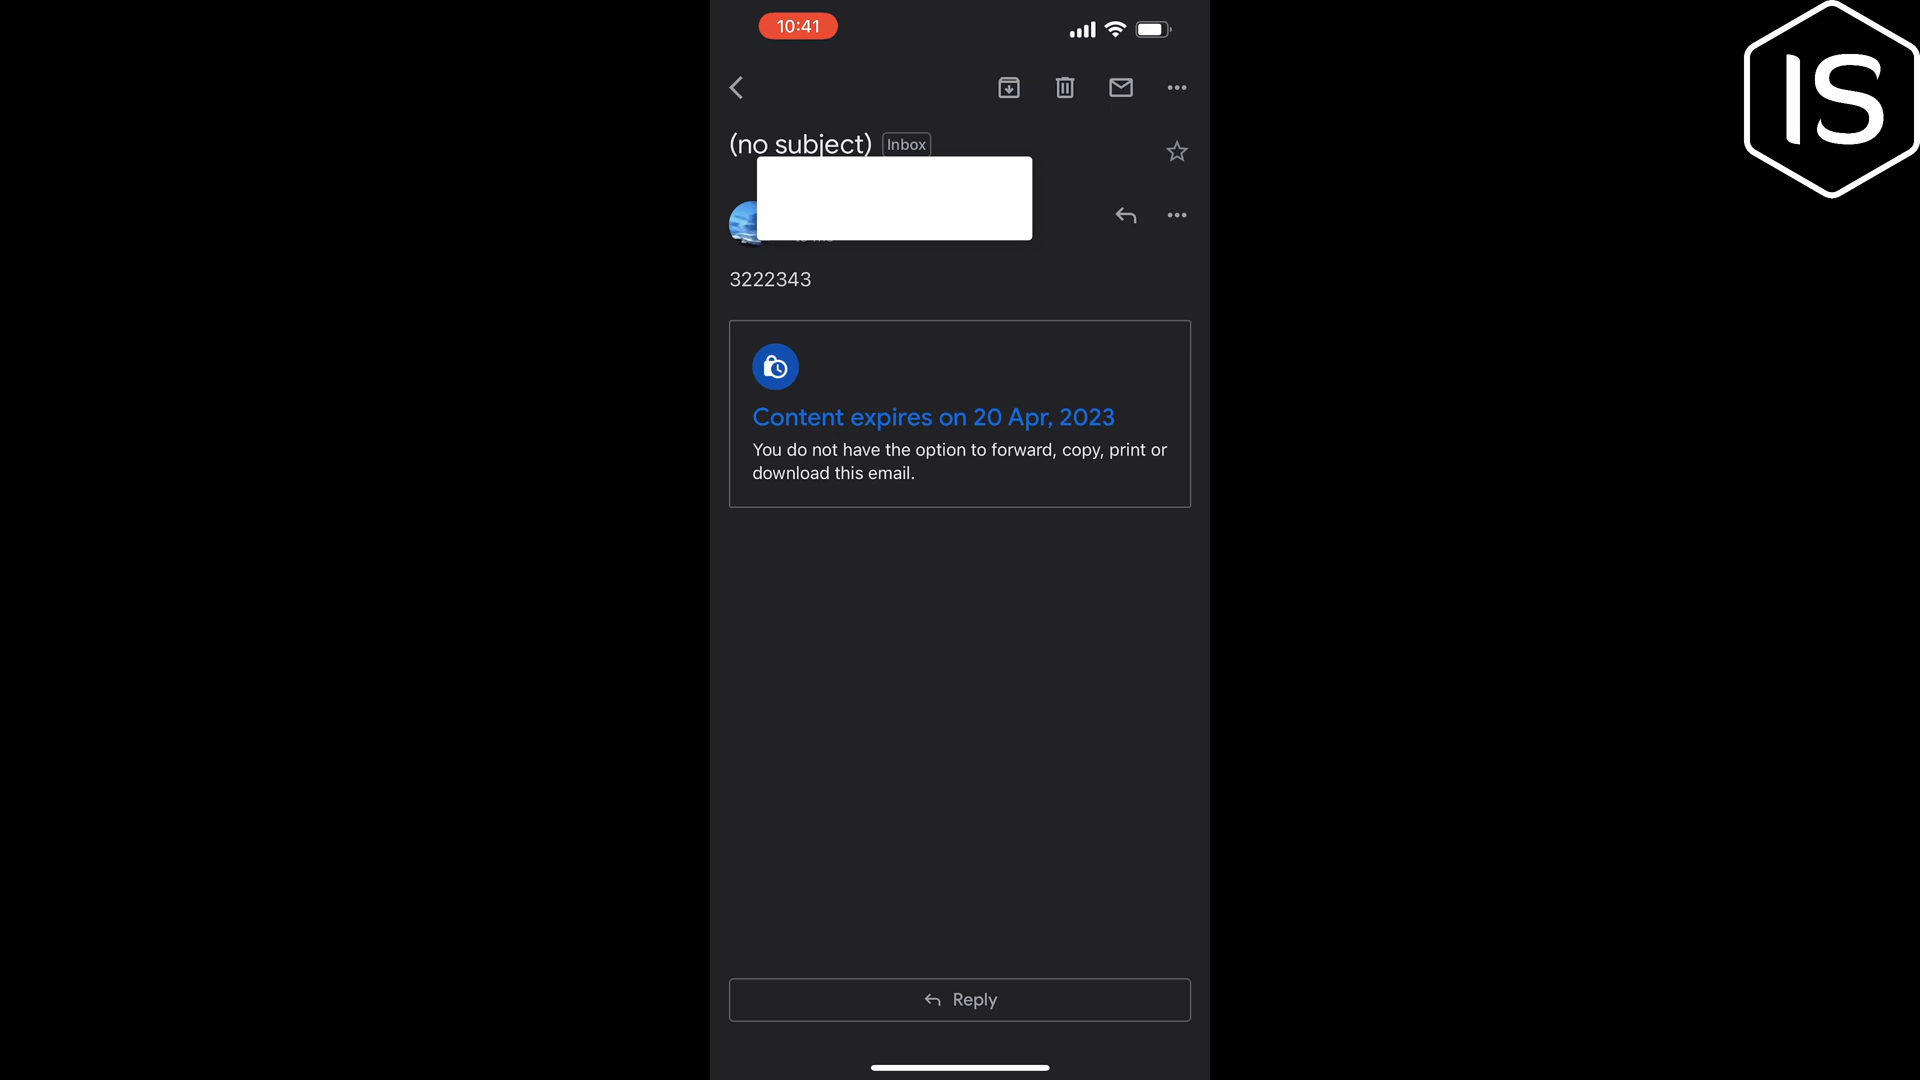 10:41
IS
(no subject) Inbox
3222343
Content expires on 20 Apr, 2023
You do not have the option to forward, copy, print or
download this email.
Reply